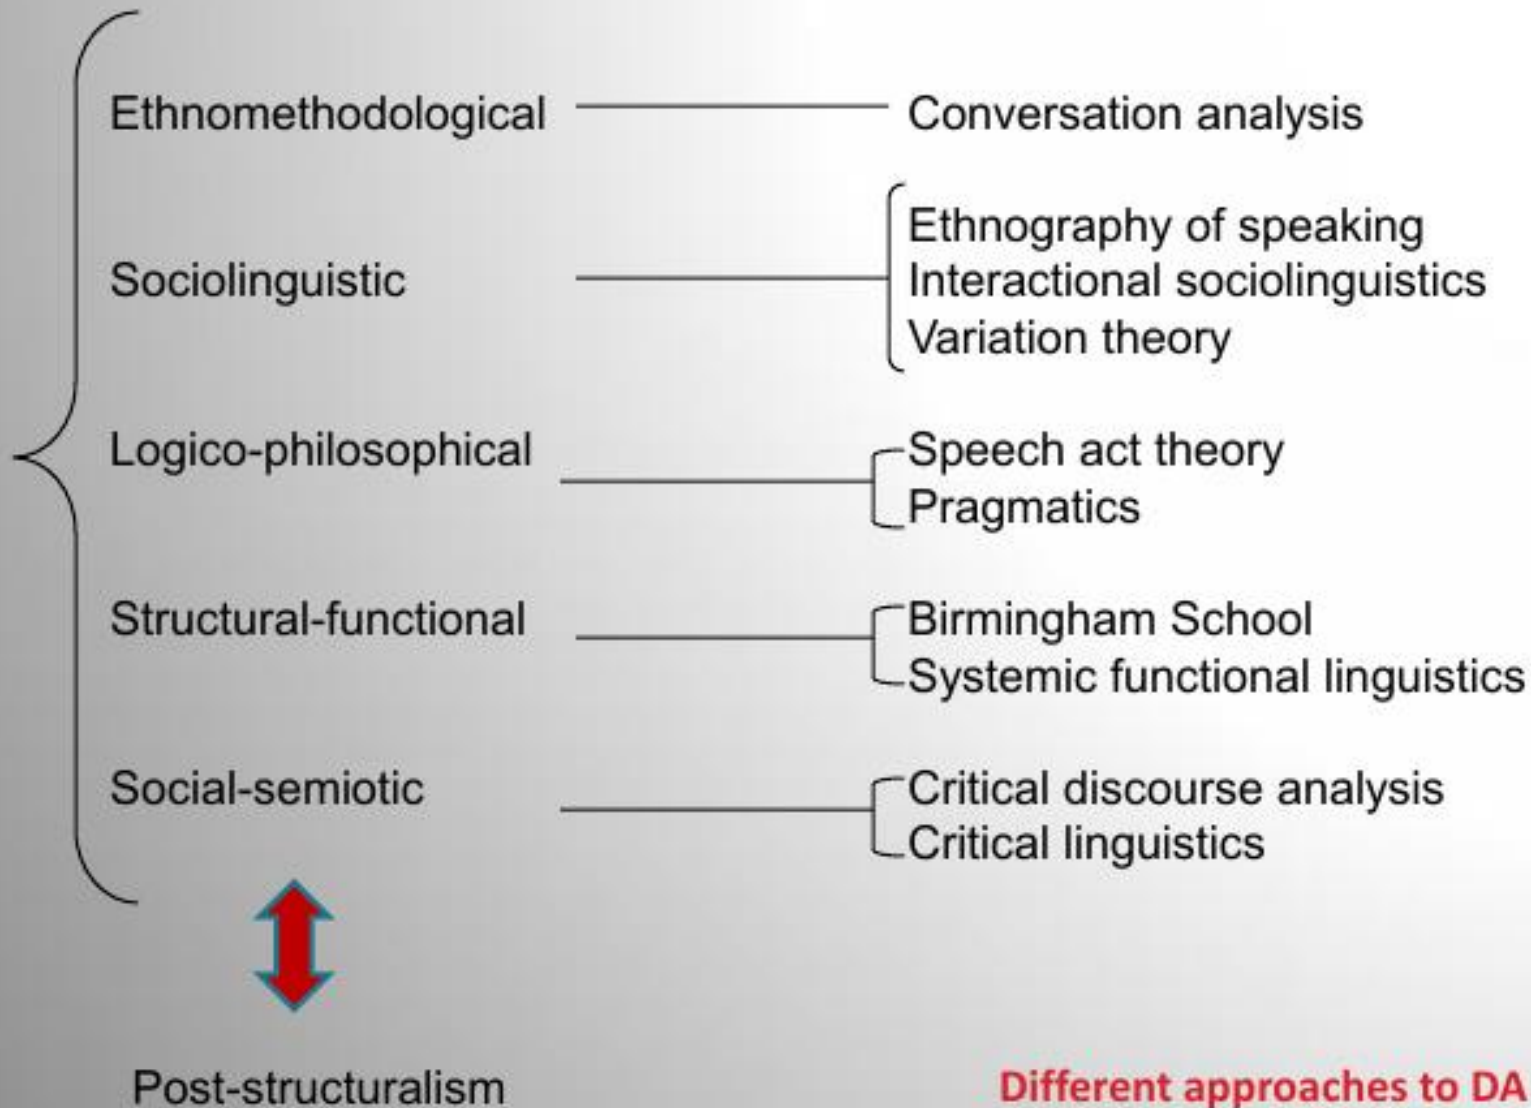 Ethnomethodological
Conversation analysis
Sociolinguistic
Ethnography of speaking
Interactional sociolinguistics
Variation theory
Logico-philosophical
Speech act theory
Pragmatics
Structural-functional
Birmingham School
Systemic functional linguistics
Social-semiotic
Critical discourse analysis
Critical linguistics
Post-structuralism
Different approaches to DA